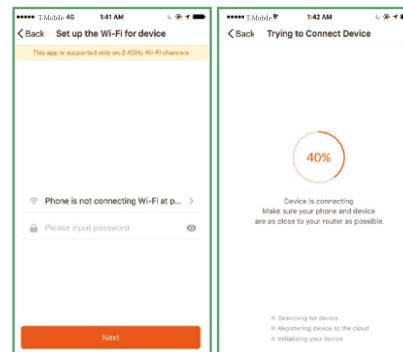 T-Mobile 4G 1:41 AM
Back Set up the Wi-Fi for device
This app is supported only on 2.4GHz Wi-Fi channels
Phone is not connecting Wi-Fi at p...
Please input password
Next
T-Mobile 1:42 AM
Back Trying to Connect Device
40%
Device is connecting
Make sure your phone and device
are as close to your router as possible.
Searching for device
Registering device to the cloud
Initializing your device